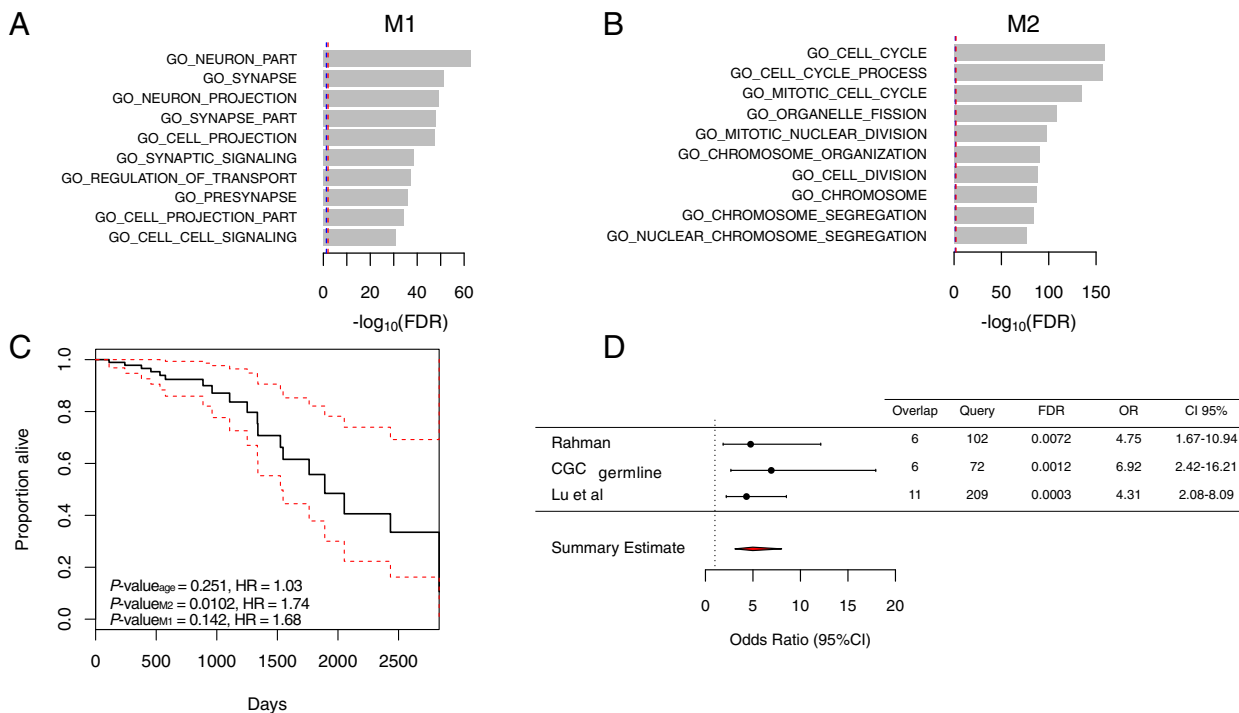 A
M1
GO_NEURON_PART
GO_SYNAPSE
GO_NEURON_PROJECTION
GO_SYNAPSE_PART
GO_CELL_PROJECTION
GO_SYNAPTIC_SIGNALING
GO_REGULATION_OF_TRANSPORT
GO_PRESYNAPSE
GO_CELL_PROJECTION_PART
GO_CELL_CELL_SIGNALING
0 20 40 60
-log10(FDR)
B
M2
GO_CELL_CYCLE
GO_CELL_CYCLE_PROCESS
GO_MITOTIC_CELL_CYCLE
GO_ORGANELLE_FISSION
GO_MITOTIC_NUCLEAR_DIVISION
GO_CHROMOSOME_ORGANIZATION
GO_CELL_DIVISION
GO_CHROMOSOME
GO_CHROMOSOME_SEGREGATION
GO_NUCLEAR_CHROMOSOME_SEGREGATION
0 50 100 150
-log10(FDR)
C
Proportion alive
1.0
0.8
0.6
0.4
0.2
0.0
P-valueage = 0.251, HR = 1.03
P-valueM2 = 0.0102, HR = 1.74
P-valueM1 = 0.142, HR = 1.68
0 500 1000 1500 2000 2500
Days
D
Overlap Query FDR OR CI 95%
Rahman 6 102 0.0072 4.75 1.67-10.94
CGC germline 6 72 0.0012 6.92 2.42-16.21
Lu et al 11 209 0.0003 4.31 2.08-8.09
Summary Estimate
0 5 10 15 20
Odds Ratio (95%CI)